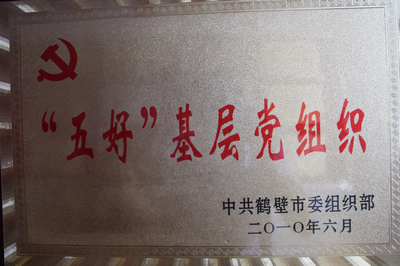 “五好”基层党组织
中共鹤壁市委组织部
二〇一〇年六月